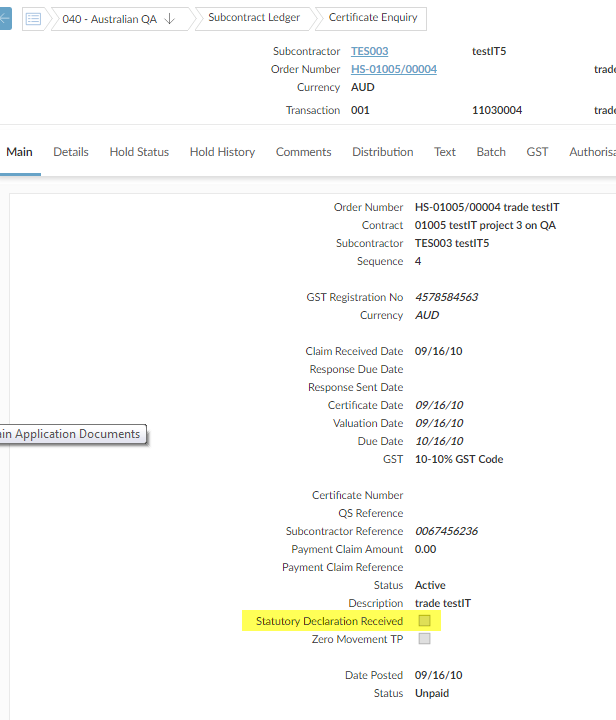 040 - Australian QA Subcontract Ledger Certificate Enquiry
Subcontractor TES003 testIT5
Order Number HS-01005/00004
Currency AUD
Transaction 001 11030004
Main Details Hold Status Hold History Comments Distribution Text Batch GST
Order Number HS-01005/00004 trade testIT
Contract 01005 testIT project 3 on QA
Subcontractor TES003 testIT5
Sequence 4
GST Registration No 4578584563
Currency AUD
Claim Received Date 09/16/10
Response Due Date
Response Sent Date
Certificate Date 09/16/10
Valuation Date 09/16/10
in Application Documents
Due Date 10/16/10
GST 10-10% GST Code
Certificate Number
QS Reference
Subcontractor Reference 0067456236
Payment Claim Amount 0.00
Payment Claim Reference
Status Active
Description trade testIT
Statutory Declaration Received
Zero Movement TP
Date Posted 09/16/10
Status Unpaid